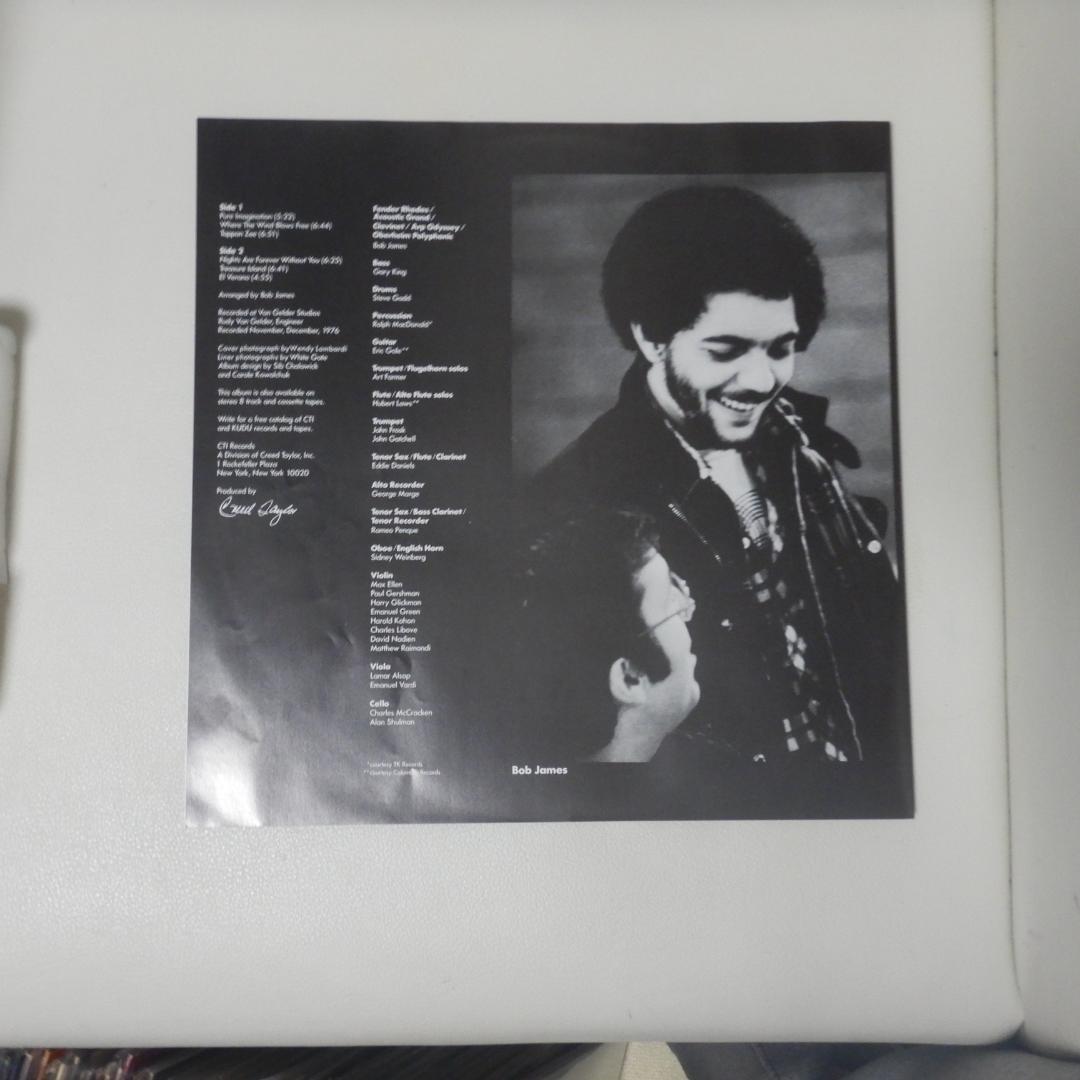 Side 1
Pure Imagination (5:22)
Where The Wind Blows Free (6:44)
Tappan Zee (6:51)
Side 2
Nights Are Forever Without You (6:25)
Treasure Island (6:41)
El Verano (4:55)
Arranged by Bob James
Recorded at Van Gelder Studios
Rudy Van Gelder, Engineer
Recorded November, December, 1976
Cover photograph by Wendy Lombardi
Liner photographs by White Gate
Album design by Sib Chalawick
and Carole Kowalchuk
This album is also available on
stereo 8 track and cassette tapes.
Write for a free catalog of CTI
and KUDU records and tapes.
CTI Records
A Division of Creed Taylor, Inc.
1 Rockefeller Plaza
New York, New York 10020
Produced by
Creed Taylor
Fender Rhodes /
Acoustic Grand /
Clavinet / Arp Odyssey /
Oberheim Polyphonic
Bob James
Bass
Gary King
Drums
Steve Gadd
Percussion
Ralph MacDonald*
Guitar
Eric Gale**
Trumpet / Flugelhorn solos
Art Farmer
Flute / Alto Flute solos
Hubert Laws**
Trumpet
John Frosk
John Gatchell
Tenor Sax / Flute / Clarinet
Eddie Daniels
Alto Recorder
George Marge
Tenor Sax / Bass Clarinet /
Tenor Recorder
Romeo Penque
Oboe / English Horn
Sidney Weinberg
Violin
Max Ellen
Paul Gershman
Harry Glickman
Emanuel Green
Harold Kohon
Charles Libove
David Nadien
Matthew Raimondi
Viola
Lamar Alsop
Emanuel Vardi
Cello
Charles McCracken
Alan Shulman
*courtesy TK Records
**courtesy Columbia Records
Bob James